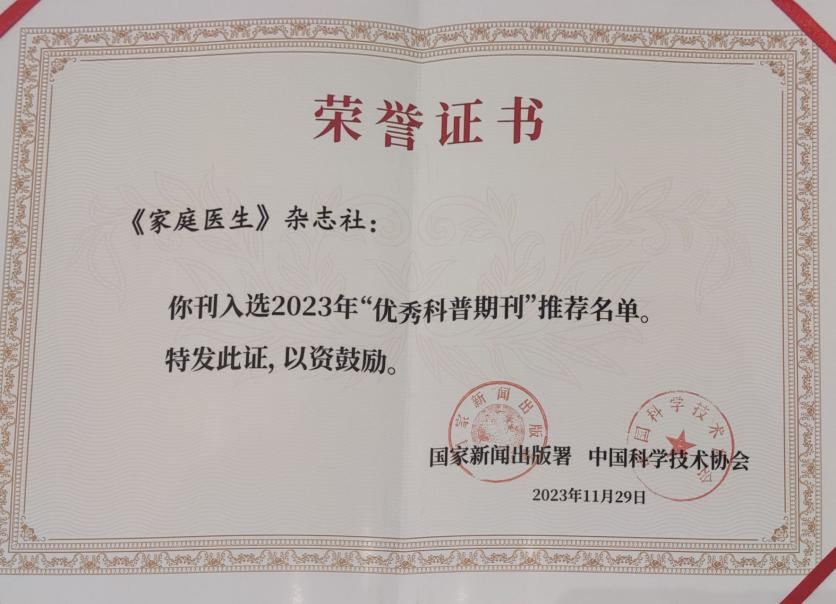 荣誉证书
《家庭医生》杂志社：
你刊入选2023年“优秀科普期刊”推荐名单。
特发此证，以资鼓励。
国家新闻出版署 中国科学技术协会
2023年11月29日